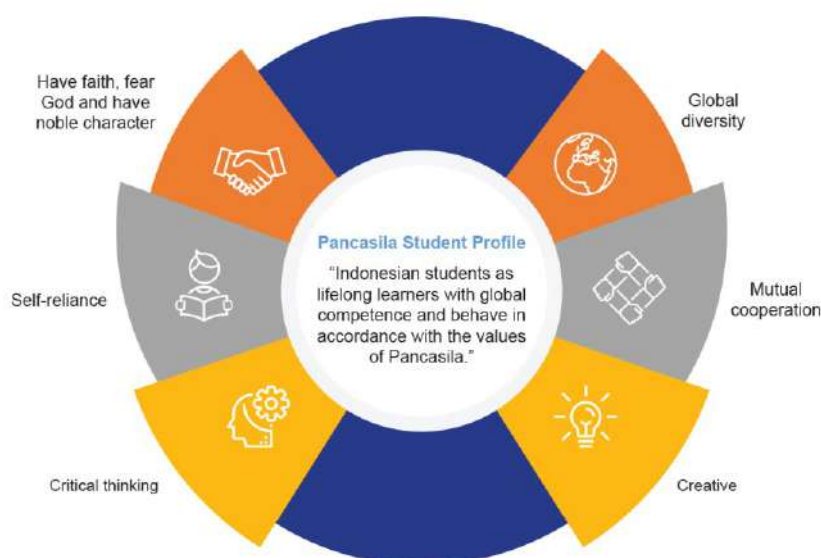 Have faith, fear
God and have
noble character
Global
diversity
Pancasila Student Profile
“Indonesian students as
lifelong learners with global
competence and behave in
accordance with the values
of Pancasila.”
Self-reliance
Mutual
cooperation
Critical thinking
Creative